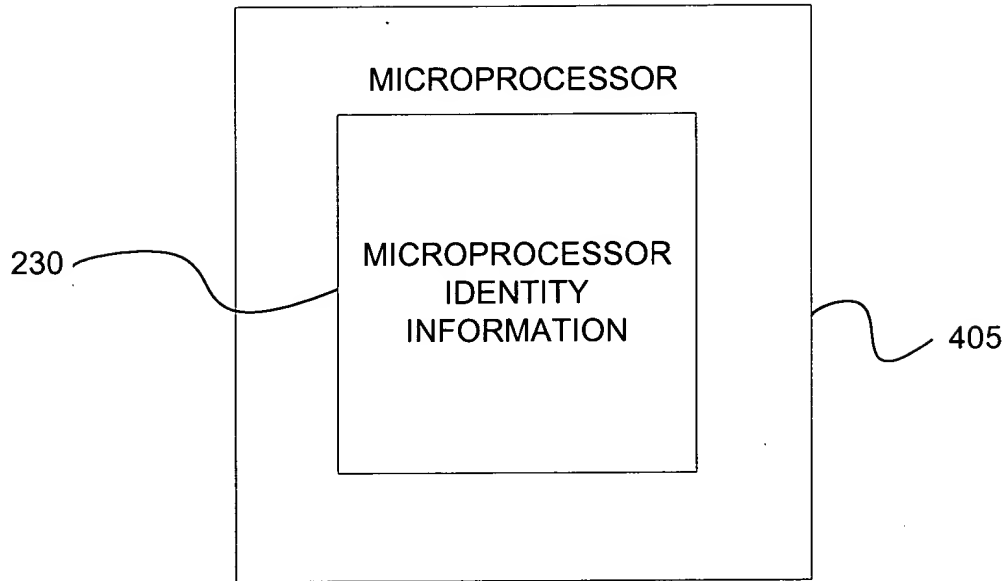 MICROPROCESSOR
230
MICROPROCESSOR
IDENTITY
INFORMATION
405